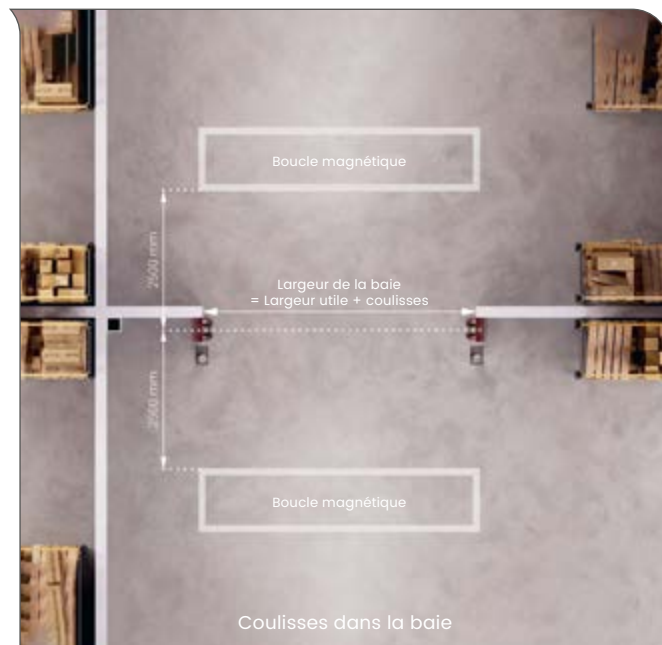 Boucle magnétique
2500 mm
Largeur de la baie
= Largeur utile + coulisses
2500 mm
Boucle magnétique
Coulisses dans la baie